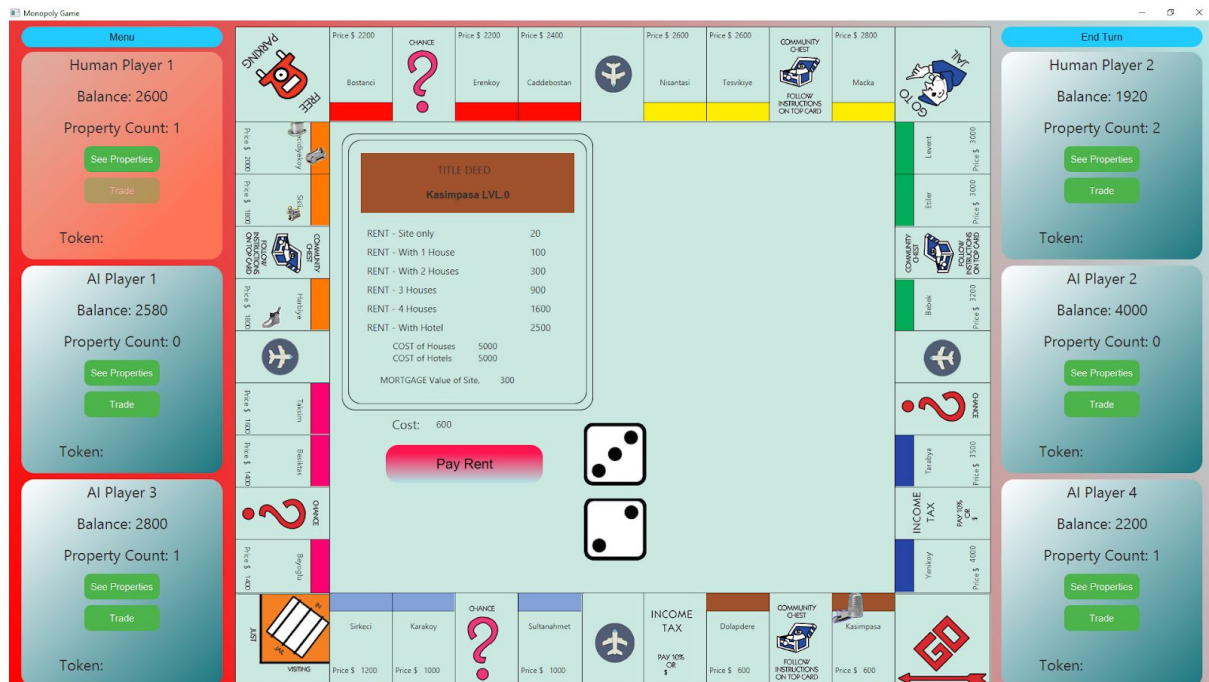 Monopoly Game
Menu
Human Player 1
Balance: 2600
Property Count: 1
See Properties
Trade
Token:
AI Player 1
Balance: 2580
Property Count: 0
See Properties
Trade
Token:
AI Player 3
Balance: 2800
Property Count: 1
See Properties
Trade
Token:
FREE
PARKING
Price $ 2200
Bostanci
CHANCE
Price $ 2200
Erenkoy
Price $ 2400
Caddebostan
Price $ 2600
Nisantasi
Price $ 2600
Tesvikiye
COMMUNITY
CHEST
FOLLOW
INSTRUCTIONS
ON TOP CARD
Price $ 2800
Macka
GO TO
JAIL
Price $ 2000
Price $ 1800
Sisli
COMMUNITY
CHEST
FOLLOW
INSTRUCTIONS
ON TOP CARD
Price $ 1800
Harbiye
Price $ 1600
Taksim
Price $ 1400
Besiktas
CHANCE
Price $ 1400
Beyoglu
TITLE DEED
Kasimpasa LVL.0
RENT - Site only 20
RENT - With 1 House 100
RENT - With 2 Houses 300
RENT - 3 Houses 900
RENT - 4 Houses 1600
RENT - With Hotel 2500
COST of Houses 5000
COST of Hotels 5000
MORTGAGE Value of Site, 300
Cost: 600
Pay Rent
Levent
Price $ 3000
Etiler
Price $ 3000
COMMUNITY
CHEST
FOLLOW
INSTRUCTIONS
ON TOP CARD
Bebek
Price $ 3200
CHANCE
Tarabya
Price $ 3500
INCOME
TAX
PAY 10%
OR
$
Yenikoy
Price $ 4000
JUST
VISITING
IN
JAIL
Sirkeci
Price $ 1200
Karakoy
Price $ 1000
CHANCE
Sultanahmet
Price $ 1000
INCOME
TAX
PAY 10%
OR
$
Dolapdere
Price $ 600
COMMUNITY
CHEST
FOLLOW
INSTRUCTIONS
ON TOP CARD
Kasimpasa
Price $ 600
GO
End Turn
Human Player 2
Balance: 1920
Property Count: 2
See Properties
Trade
Token:
AI Player 2
Balance: 4000
Property Count: 0
See Properties
Trade
Token:
AI Player 4
Balance: 2200
Property Count: 1
See Properties
Trade
Token: